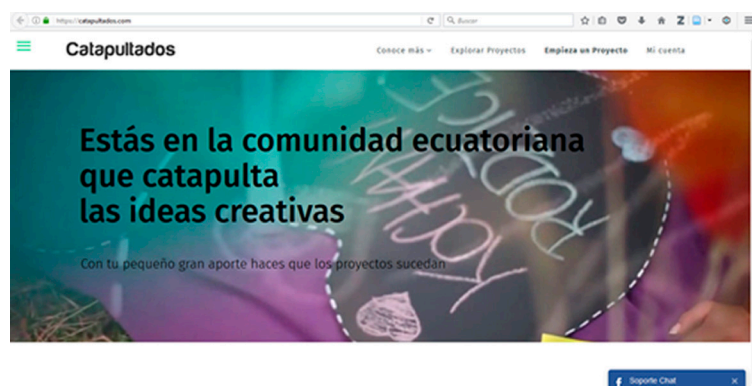 https://catapultados.com
Buscar
Catapultados
Conoce más
Explorar Proyectos
Empieza un Proyecto
Mi cuenta
Estás en la comunidad ecuatoriana
que catapulta
las ideas creativas
Con tu pequeño gran aporte haces que los proyectos sucedan
Soporte Chat